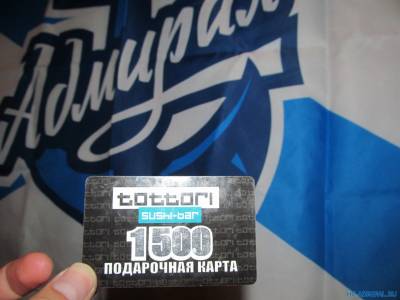 Адмирал
tottori
sushi-bar
1500
ПОДАРОЧНАЯ КАРТА